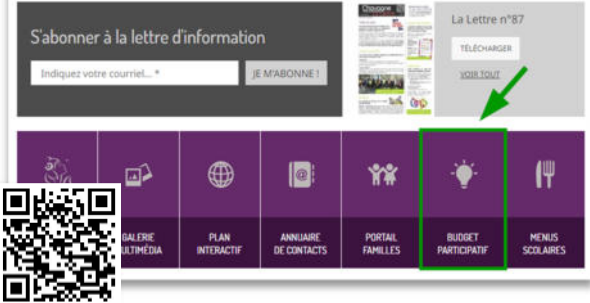 S'abonner à la lettre d'information
Indiquez votre courriel... *
JE M'ABONNE !
La Lettre n°87
TÉLÉCHARGER
VOIR TOUT
GALERIE
PLAN
INTERACTIF
ANNUAIRE
DE CONTACTS
PORTAIL
FAMILLES
BUDGET
PARTICIPATIF
MENUS
SCOLAIRES